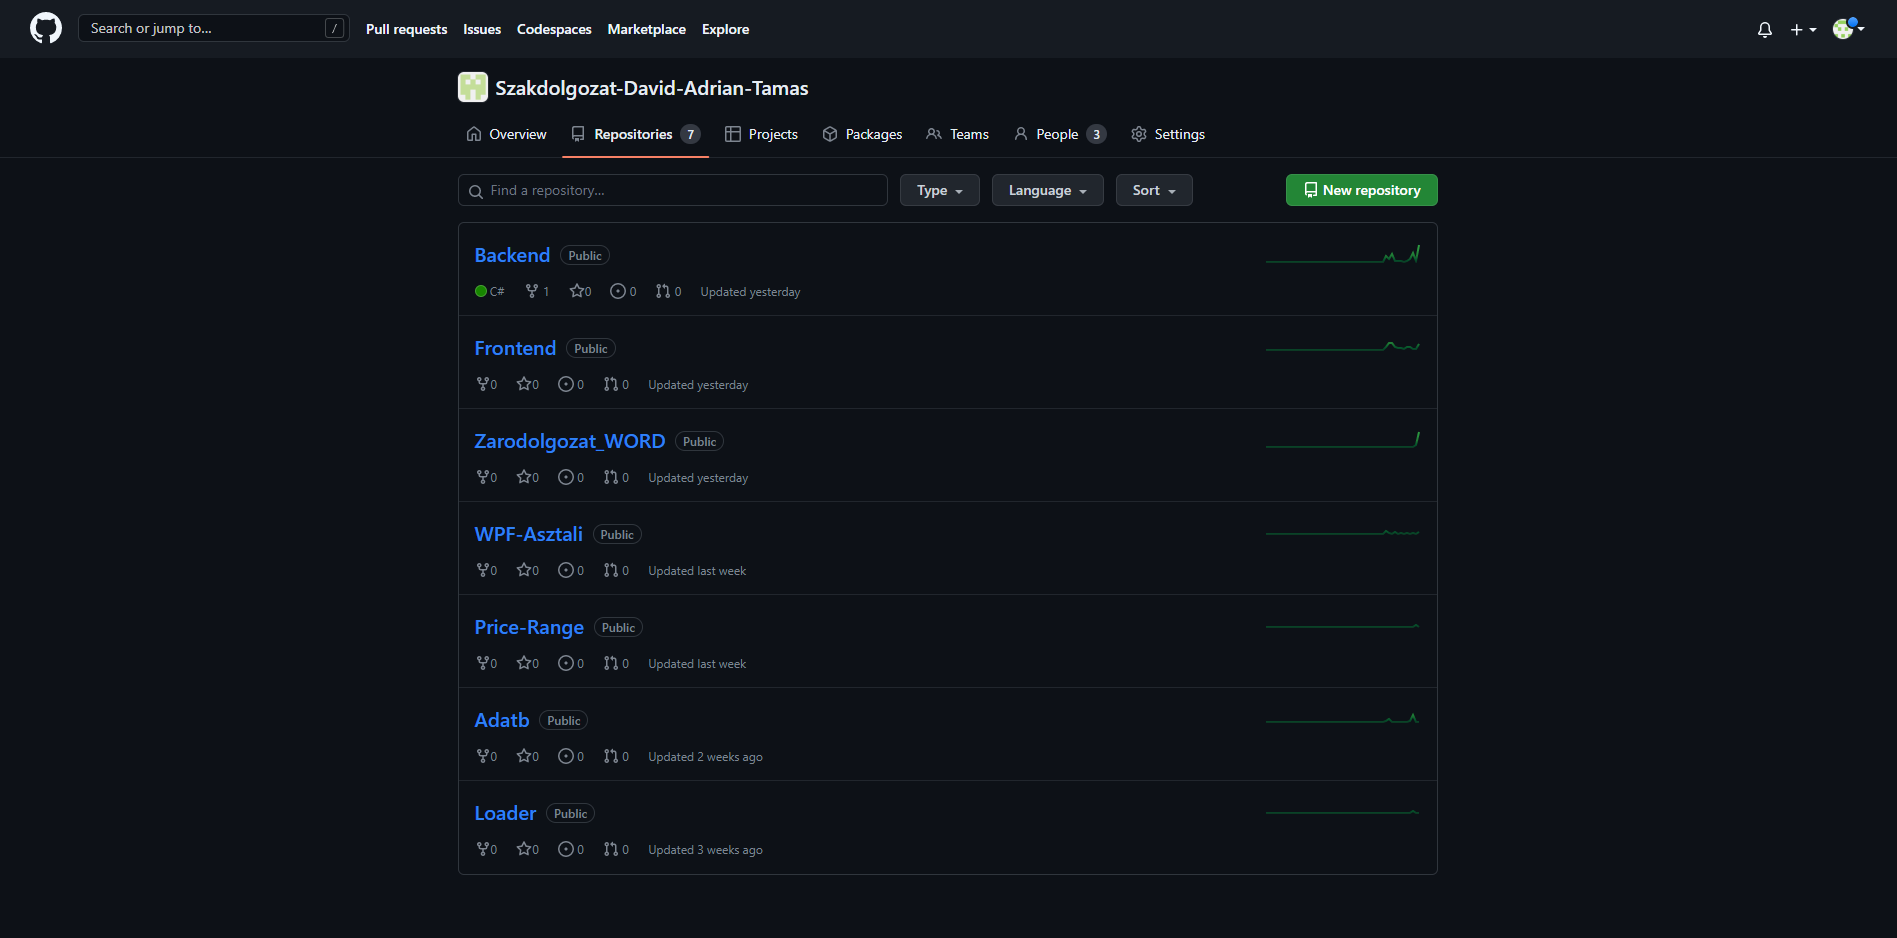 Search or jump to... / Pull requests Issues Codespaces Marketplace Explore
Szakdolgozat-David-Adrian-Tamas
Overview Repositories 7 Projects Packages Teams People 3 Settings
Find a repository... Type Language Sort New repository
Backend Public
C# 1 0 0 0 Updated yesterday
Frontend Public
0 0 0 0 Updated yesterday
Zarodolgozat_WORD Public
0 0 0 0 Updated yesterday
WPF-Asztali Public
0 0 0 0 Updated last week
Price-Range Public
0 0 0 0 Updated last week
Adatb Public
0 0 0 0 Updated 2 weeks ago
Loader Public
0 0 0 0 Updated 3 weeks ago